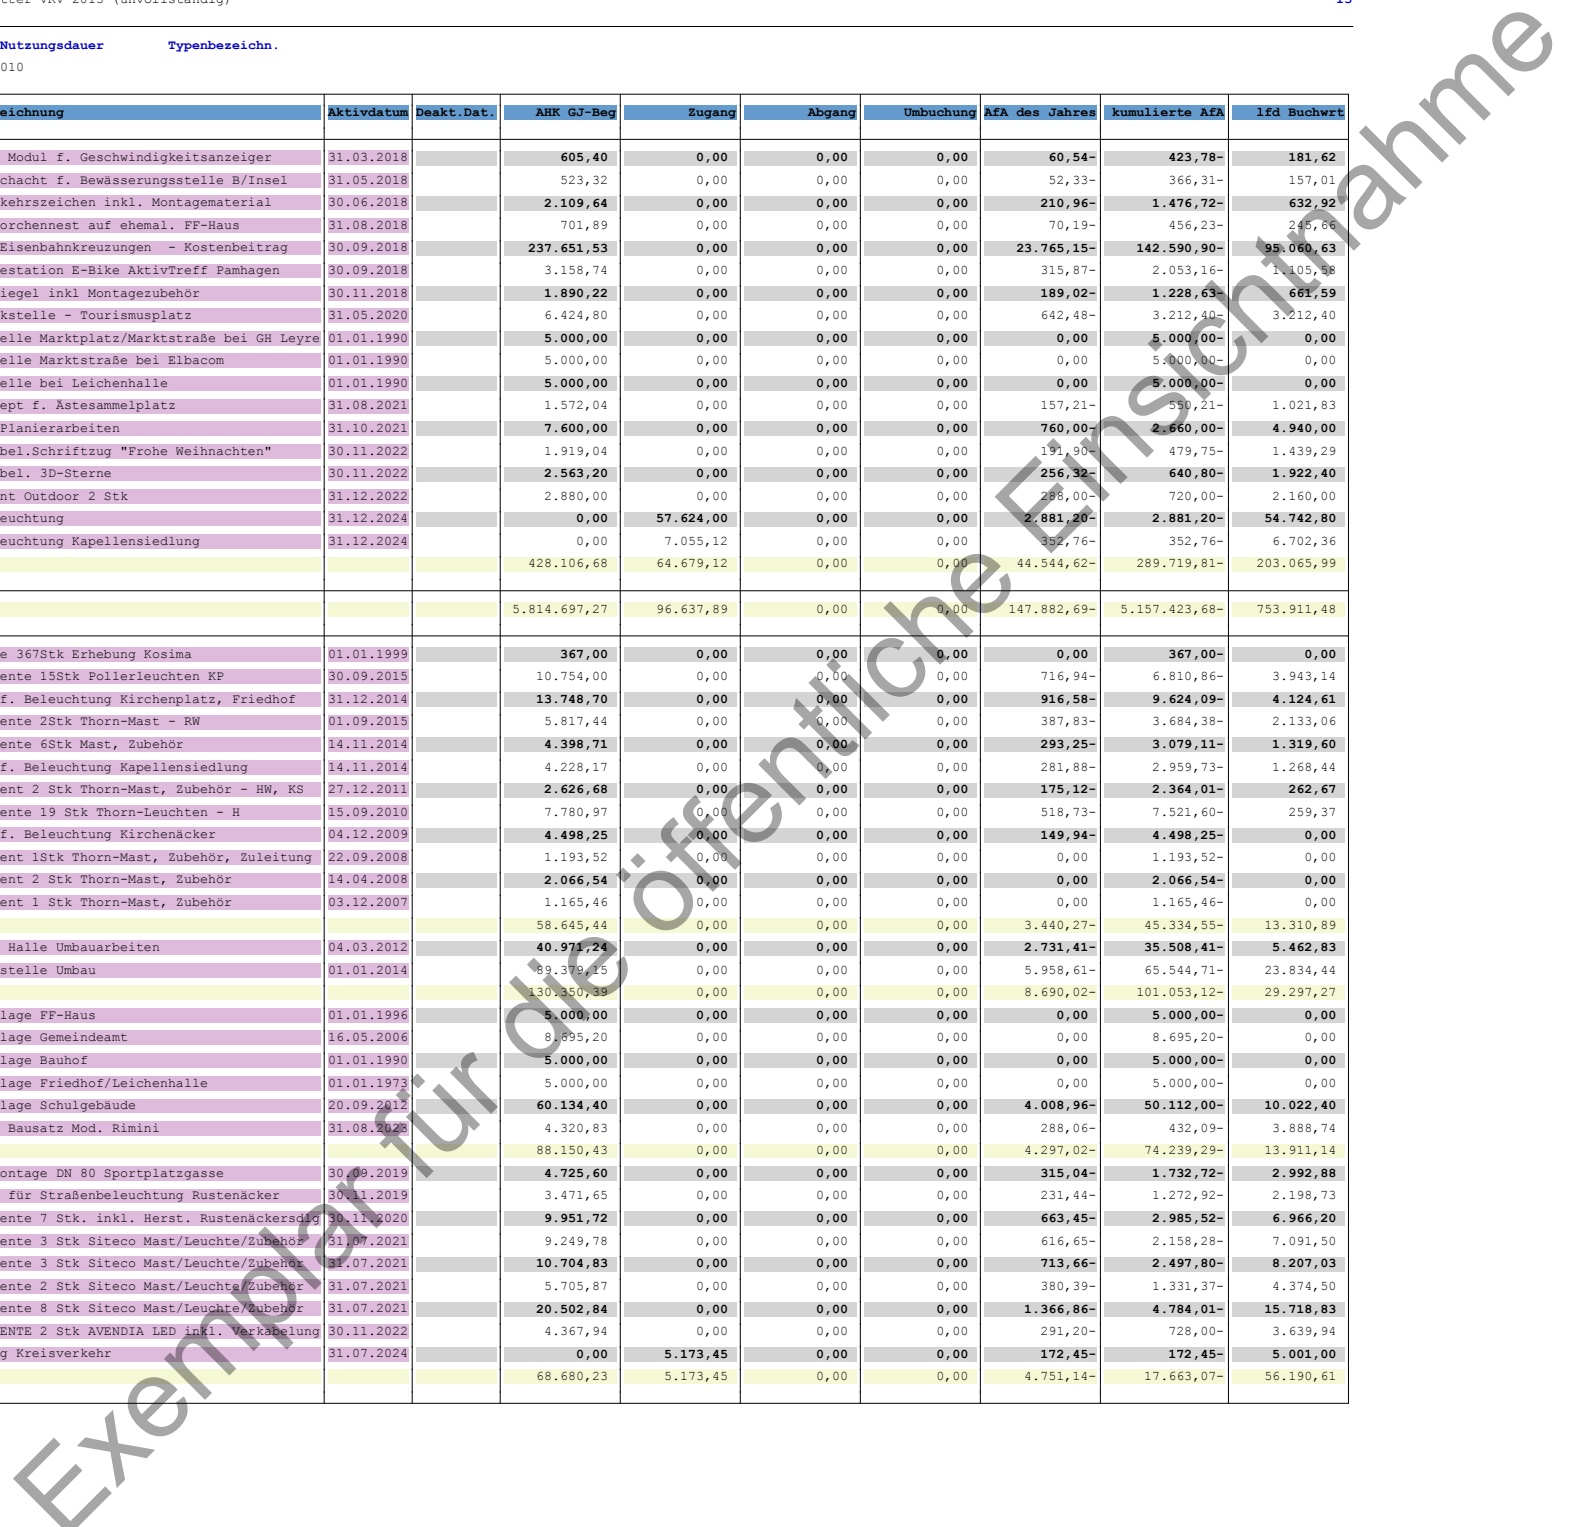 Nutzungsdauer Typenbezeichn.
010
eichnung Aktivdatum Deakt.Dat. AHK GJ-Beg Zugang Abgang Umbuchung AfA des Jahres kumulierte AfA lfd Buchwrt
Modul f. Geschwindigkeitsanzeiger 31.03.2018 605,40 0,00 0,00 0,00 60,54- 423,78- 181,62
chacht f. Bewässerungsstelle B/Insel 31.05.2018 523,32 0,00 0,00 0,00 52,33- 366,31- 157,01
kehrszeichen inkl. Montagematerial 30.06.2018 2.109,64 0,00 0,00 0,00 210,96- 1.476,72- 632,92
orchennest auf ehemal. FF-Haus 31.08.2018 701,89 0,00 0,00 0,00 70,19- 456,23- 245,66
Eisenbahnkreuzungen - Kostenbeitrag 30.09.2018 237.651,53 0,00 0,00 0,00 23.765,15- 142.590,90- 95.060,63
estation E-Bike AktivTreff Pamhagen 30.09.2018 3.158,74 0,00 0,00 0,00 315,87- 2.053,16- 1.105,58
iegel inkl Montagezubehör 30.11.2018 1.890,22 0,00 0,00 0,00 189,02- 1.228,63- 661,59
kstelle - Tourismusplatz 31.05.2020 6.424,80 0,00 0,00 0,00 642,48- 3.212,40- 3.212,40
elle Marktplatz/Marktstraße bei GH Leyre 01.01.1990 5.000,00 0,00 0,00 0,00 0,00 5.000,00- 0,00
elle Marktstraße bei Elbacom 01.01.1990 5.000,00 0,00 0,00 0,00 0,00 5.000,00- 0,00
elle bei Leichenhalle 01.01.1990 5.000,00 0,00 0,00 0,00 0,00 5.000,00- 0,00
ept f. Ästesammelplatz 31.08.2021 1.572,04 0,00 0,00 0,00 157,21- 550,21- 1.021,83
Planierarbeiten 31.10.2021 7.600,00 0,00 0,00 0,00 760,00- 2.660,00- 4.940,00
bel.Schriftzug "Frohe Weihnachten" 30.11.2022 1.919,04 0,00 0,00 0,00 191,90- 479,75- 1.439,29
bel. 3D-Sterne 30.11.2022 2.563,20 0,00 0,00 0,00 256,32- 640,80- 1.922,40
nt Outdoor 2 Stk 31.12.2022 2.880,00 0,00 0,00 0,00 288,00- 720,00- 2.160,00
euchtung 31.12.2024 0,00 57.624,00 0,00 0,00 2.881,20- 2.881,20- 54.742,80
euchtung Kapellensiedlung 31.12.2024 0,00 7.055,12 0,00 0,00 352,76- 352,76- 6.702,36
428.106,68 64.679,12 0,00 0,00 44.544,62- 289.719,81- 203.065,99
5.814.697,27 96.637,89 0,00 0,00 147.882,69- 5.157.423,68- 753.911,48
e 367Stk Erhebung Kosima 01.01.1999 367,00 0,00 0,00 0,00 0,00 367,00- 0,00
ente 15Stk Pollerleuchten KP 30.09.2015 10.754,00 0,00 0,00 0,00 716,94- 6.810,86- 3.943,14
f. Beleuchtung Kirchenplatz, Friedhof 31.12.2014 13.748,70 0,00 0,00 0,00 916,58- 9.624,09- 4.124,61
ente 2Stk Thorn-Mast - RW 01.09.2015 5.817,44 0,00 0,00 0,00 387,83- 3.684,38- 2.133,06
ente 6Stk Mast, Zubehör 14.11.2014 4.398,71 0,00 0,00 0,00 293,25- 3.079,11- 1.319,60
f. Beleuchtung Kapellensiedlung 14.11.2014 4.228,17 0,00 0,00 0,00 281,88- 2.959,73- 1.268,44
ent 2 Stk Thorn-Mast, Zubehör - HW, KS 27.12.2011 2.626,68 0,00 0,00 0,00 175,12- 2.364,01- 262,67
ente 19 Stk Thorn-Leuchten - H 15.09.2010 7.780,97 0,00 0,00 0,00 518,73- 7.521,60- 259,37
f. Beleuchtung Kirchenäcker 04.12.2009 4.498,25 0,00 0,00 0,00 149,94- 4.498,25- 0,00
ent 1Stk Thorn-Mast, Zubehör, Zuleitung 22.09.2008 1.193,52 0,00 0,00 0,00 0,00 1.193,52- 0,00
ent 2 Stk Thorn-Mast, Zubehör 14.04.2008 2.066,54 0,00 0,00 0,00 0,00 2.066,54- 0,00
ent 1 Stk Thorn-Mast, Zubehör 03.12.2007 1.165,46 0,00 0,00 0,00 0,00 1.165,46- 0,00
58.645,44 0,00 0,00 0,00 3.440,27- 45.334,55- 13.310,89
Halle Umbauarbeiten 04.03.2012 40.971,24 0,00 0,00 0,00 2.731,41- 35.508,41- 5.462,83
stelle Umbau 01.01.2014 89.379,15 0,00 0,00 0,00 5.958,61- 65.544,71- 23.834,44
130.350,39 0,00 0,00 0,00 8.690,02- 101.053,12- 29.297,27
lage FF-Haus 01.01.1996 5.000,00 0,00 0,00 0,00 0,00 5.000,00- 0,00
lage Gemeindeamt 16.05.2006 8.695,20 0,00 0,00 0,00 0,00 8.695,20- 0,00
lage Bauhof 01.01.1990 5.000,00 0,00 0,00 0,00 0,00 5.000,00- 0,00
lage Friedhof/Leichenhalle 01.01.1973 5.000,00 0,00 0,00 0,00 0,00 5.000,00- 0,00
lage Schulgebäude 20.09.2012 60.134,40 0,00 0,00 0,00 4.008,96- 50.112,00- 10.022,40
Bausatz Mod. Rimini 31.08.2023 4.320,83 0,00 0,00 0,00 288,06- 432,09- 3.888,74
88.150,43 0,00 0,00 0,00 4.297,02- 74.239,29- 13.911,14
ontage DN 80 Sportplatzgasse 30.09.2019 4.725,60 0,00 0,00 0,00 315,04- 1.732,72- 2.992,88
für Straßenbeleuchtung Rustenäcker 30.11.2019 3.471,65 0,00 0,00 0,00 231,44- 1.272,92- 2.198,73
ente 7 Stk. inkl. Herst. Rustenäckersdlg 30.11.2020 9.951,72 0,00 0,00 0,00 663,45- 2.985,52- 6.966,20
ente 3 Stk Siteco Mast/Leuchte/Zubehör 31.07.2021 9.249,78 0,00 0,00 0,00 616,65- 2.158,28- 7.091,50
ente 3 Stk Siteco Mast/Leuchte/Zubehör 31.07.2021 10.704,83 0,00 0,00 0,00 713,66- 2.497,80- 8.207,03
ente 2 Stk Siteco Mast/Leuchte/Zubehör 31.07.2021 5.705,87 0,00 0,00 0,00 380,39- 1.331,37- 4.374,50
ente 8 Stk Siteco Mast/Leuchte/Zubehör 31.07.2021 20.502,84 0,00 0,00 0,00 1.366,86- 4.784,01- 15.718,83
ENTE 2 Stk AVENDIA LED inkl. Verkabelung 30.11.2022 4.367,94 0,00 0,00 0,00 291,20- 728,00- 3.639,94
g Kreisverkehr 31.07.2024 0,00 5.173,45 0,00 0,00 172,45- 172,45- 5.001,00
68.680,23 5.173,45 0,00 0,00 4.751,14- 17.663,07- 56.190,61
Exemplar für die öffentliche Einsichtnahme